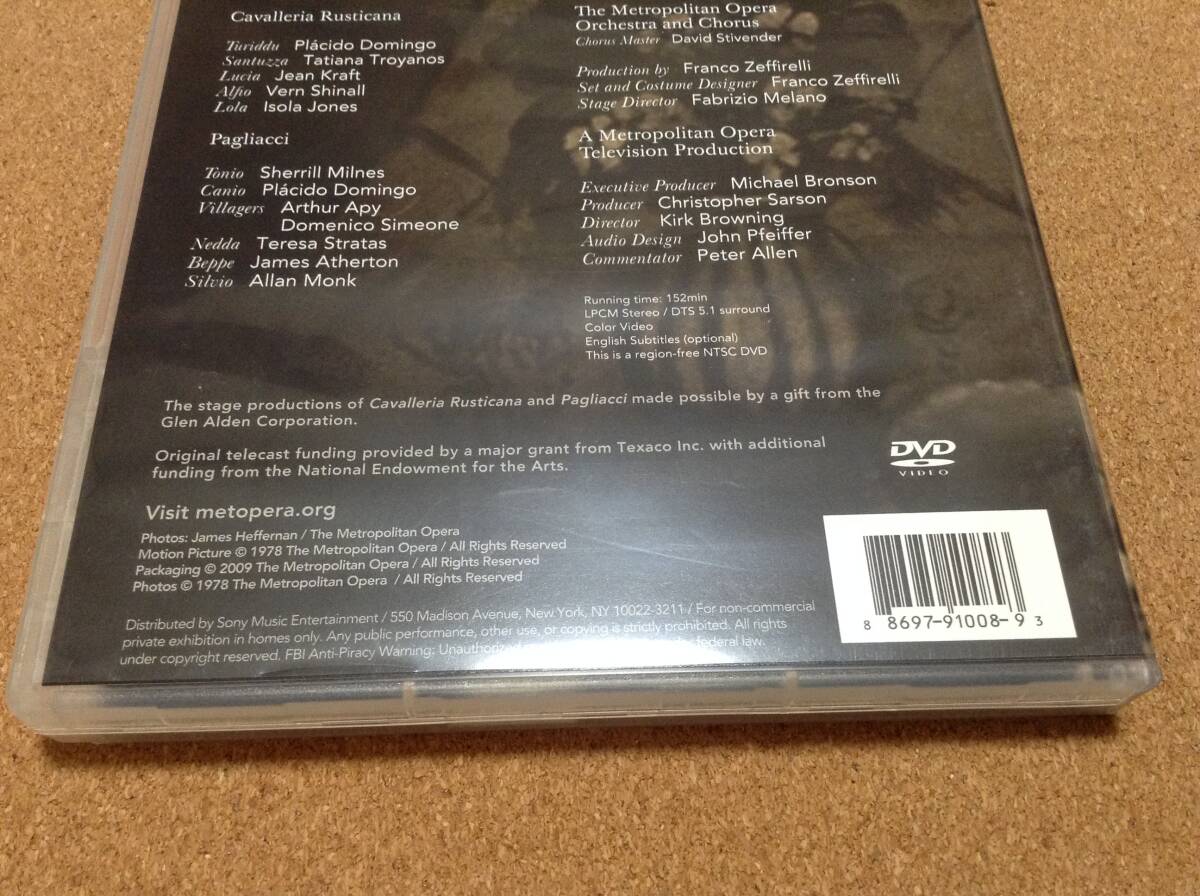 Cavalleria Rusticana
Turiddu Plácido Domingo
Santuzza Tatiana Troyanos
Lucia Jean Kraft
Alfio Vern Shinall
Lola Isola Jones
Pagliacci
Tonio Sherrill Milnes
Canio Plácido Domingo
Villagers Arthur Apy
Domenico Simeone
Nedda Teresa Stratas
Beppe James Atherton
Silvio Allan Monk
The Metropolitan Opera
Orchestra and Chorus
Chorus Master David Stivender
Production by Franco Zeffirelli
Set and Costume Designer Franco Zeffirelli
Stage Director Fabrizio Melano
A Metropolitan Opera
Television Production
Executive Producer Michael Bronson
Producer Christopher Sarson
Director Kirk Browning
Audio Design John Pfeiffer
Commentator Peter Allen
Running time: 152min
LPCM Stereo / DTS 5.1 surround
Color Video
English Subtitles (optional)
This is a region-free NTSC DVD
The stage productions of Cavalleria Rusticana and Pagliacci made possible by a gift from the
Glen Alden Corporation.
Original telecast funding provided by a major grant from Texaco Inc. with additional
funding from the National Endowment for the Arts.
DVD
VIDEO
Visit metopera.org
Photos: James Heffernan / The Metropolitan Opera
Motion Picture © 1978 The Metropolitan Opera / All Rights Reserved
Packaging © 2009 The Metropolitan Opera / All Rights Reserved
Photos © 1978 The Metropolitan Opera / All Rights Reserved
Distributed by Sony Music Entertainment / 550 Madison Avenue, New York, NY 10022-3211 / For non-commercial
private exhibition in homes only. Any public performance, other use, or copying is strictly prohibited. All rights
under copyright reserved. FBI Anti-Piracy Warning: Unauthorized federal law.
8 8697-91008-9 3